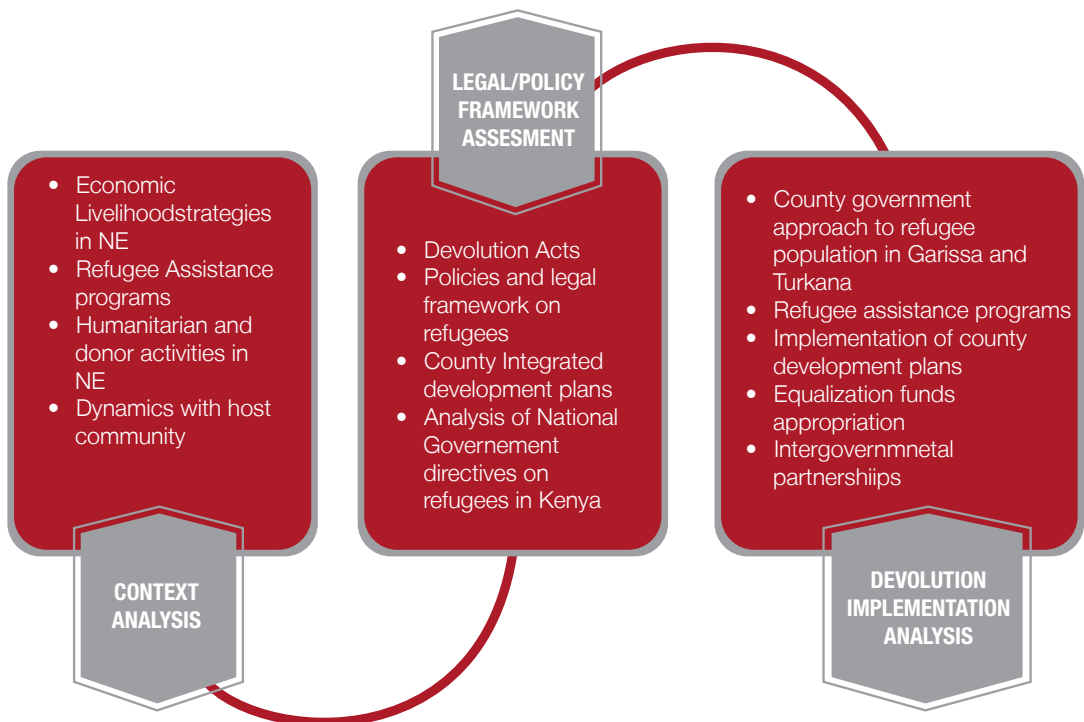 • Economic
Livelihoodstrategies
in NE
• Refugee Assistance
programs
• Humanitarian and
donor activities in
NE
• Dynamics with host
community
CONTEXT
ANALYSIS
LEGAL/POLICY
FRAMEWORK
ASSESMENT
• Devolution Acts
• Policies and legal
framework on
refugees
• County Integrated
development plans
• Analysis of National
Governement
directives on
refugees in Kenya
• County government
approach to refugee
population in Garissa and
Turkana
• Refugee assistance programs
• Implementation of county
development plans
• Equalization funds
appropriation
• Intergovernmnetal
partnershiips
DEVOLUTION
IMPLEMENTATION
ANALYSIS